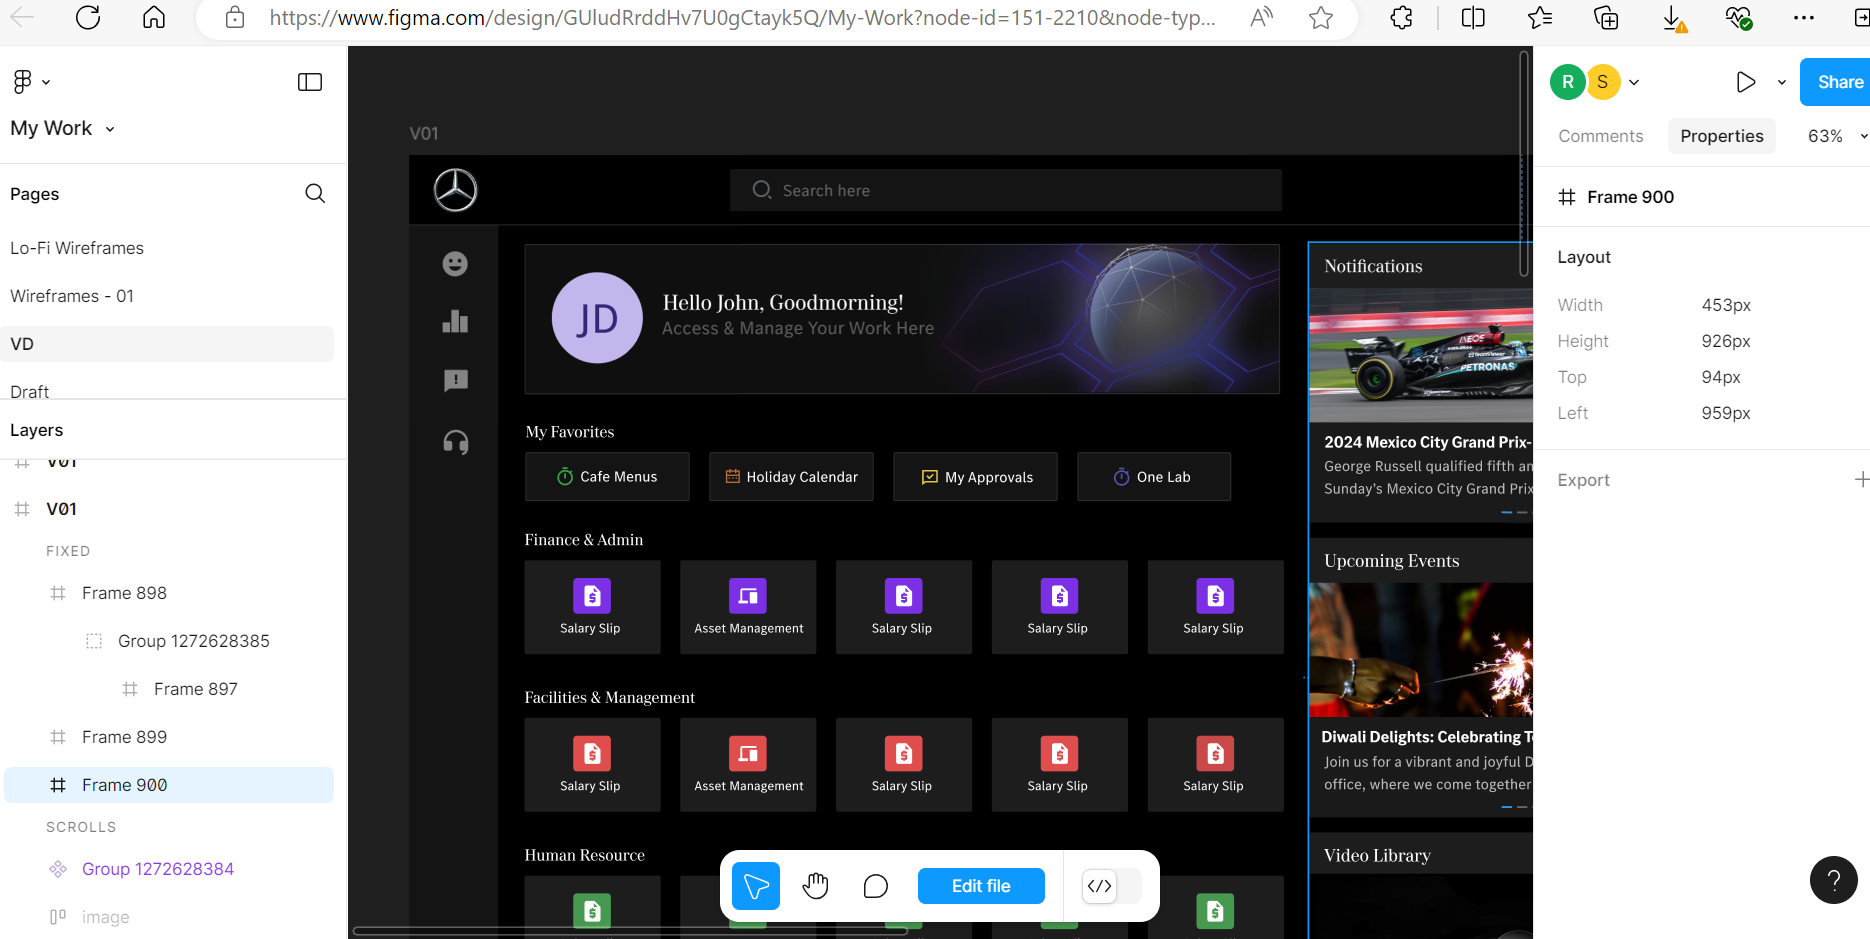 https://www.figma.com/design/GUludRrddHv7U0gCtayk5Q/My-Work?node-id=151-2210&node-typ...
My Work
Pages
Lo-Fi Wireframes
Wireframes - 01
VD
Draft
Layers
V01
V01
FIXED
Frame 898
Group 1272628385
Frame 897
Frame 899
Frame 900
SCROLLS
Group 1272628384
image
V01
Search here
JD
Hello John, Goodmorning!
Access & Manage Your Work Here
My Favorites
Cafe Menus
Holiday Calendar
My Approvals
One Lab
Finance & Admin
Salary Slip
Asset Management
Salary Slip
Salary Slip
Salary Slip
Facilities & Management
Salary Slip
Asset Management
Salary Slip
Salary Slip
Salary Slip
Human Resource
Edit file
Notifications
INEOS
TeamViewer
PETRONAS
2024 Mexico City Grand Prix-
George Russell qualified fifth an
Sunday's Mexico City Grand Prix
Upcoming Events
Diwali Delights: Celebrating T
Join us for a vibrant and joyful D
office, where we come together
Video Library
R
S
Share
Comments
Properties
63%
Frame 900
Layout
Width 453px
Height 926px
Top 94px
Left 959px
Export
?